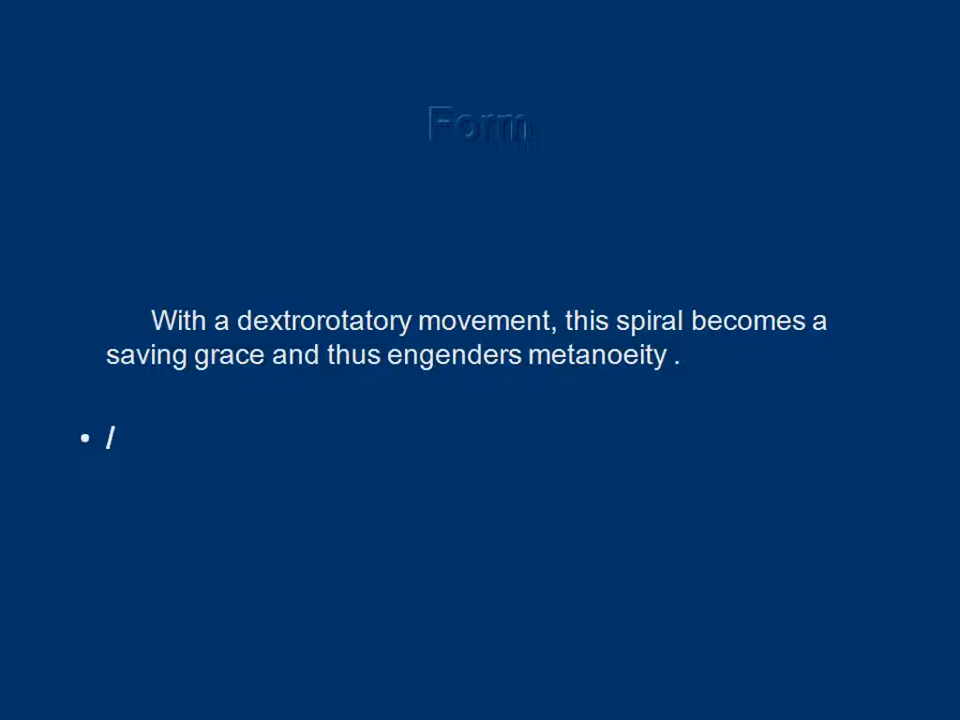 Form
With a dextrorotatory movement, this spiral becomes a
saving grace and thus engenders metanoeity .
• /